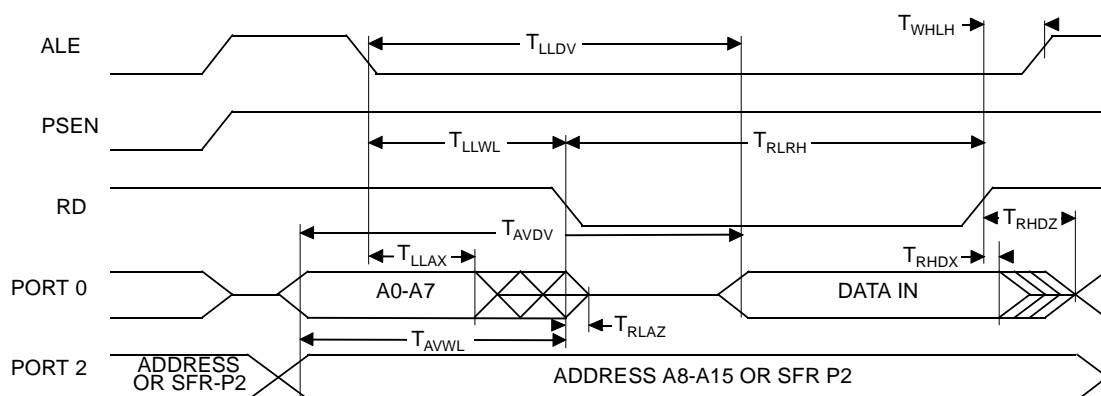 ALE
T_LLDV
T_WHLH
PSEN
T_LLWL
T_RLRH
RD
T_AVDV
T_RHDZ
T_LLAX
T_RHDX
PORT 0
A0-A7
DATA IN
T_RLAZ
T_AVWL
PORT 2
ADDRESS
OR SFR-P2
ADDRESS A8-A15 OR SFR P2